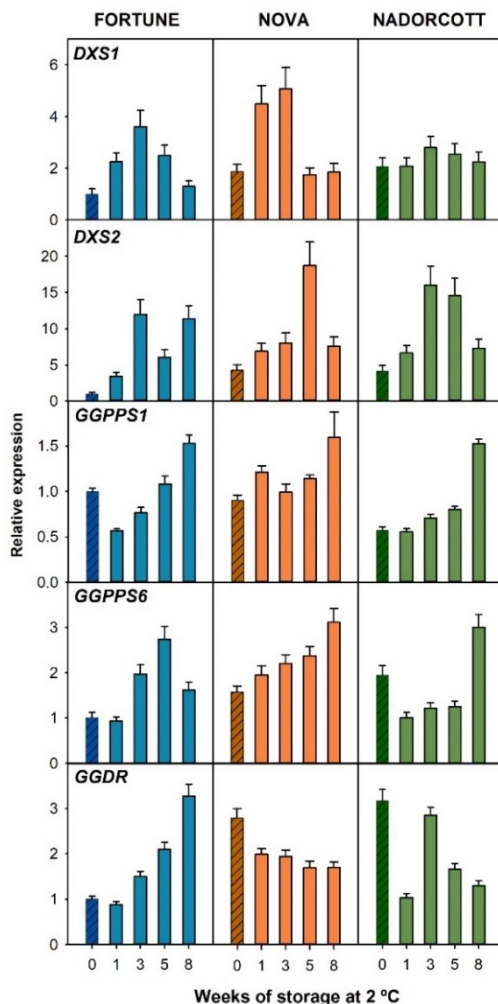 FORTUNE NOVA NADORCOTT
DXS1
6
4
2
0
DXS2
20
15
10
5
0
GGPPS1
1.5
1.0
0.5
0.0
GGPPS6
3
2
1
0
GGDR
3
2
1
0
Relative expression
0 1 3 5 8 0 1 3 5 8 0 1 3 5 8
Weeks of storage at 2 ºC